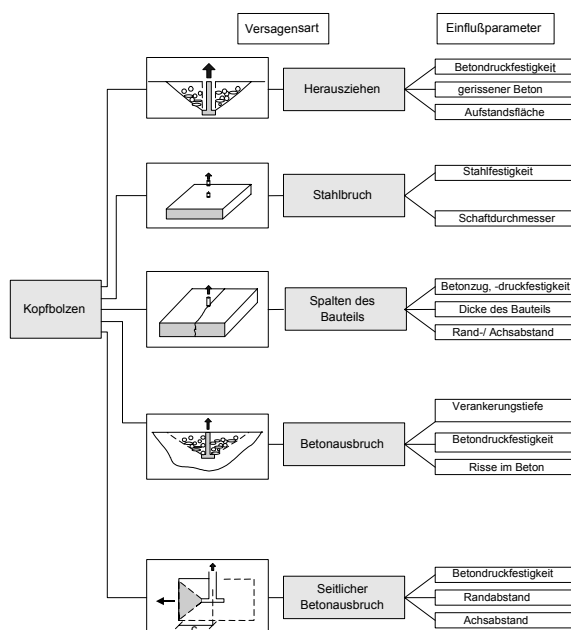 Versagensart
Einflußparameter
Kopfbolzen
Herausziehen
Betondruckfestigkeit
gerissener Beton
Aufstandsfläche
Stahlbruch
Stahlfestigkeit
Schaftdurchmesser
Spalten des
Bauteils
Betonzug, -druckfestigkeit
Dicke des Bauteils
Rand-/ Achsabstand
Betonausbruch
Verankerungstiefe
Betondruckfestigkeit
Risse im Beton
Seitlicher
Betonausbruch
Betondruckfestigkeit
Randabstand
Achsabstand